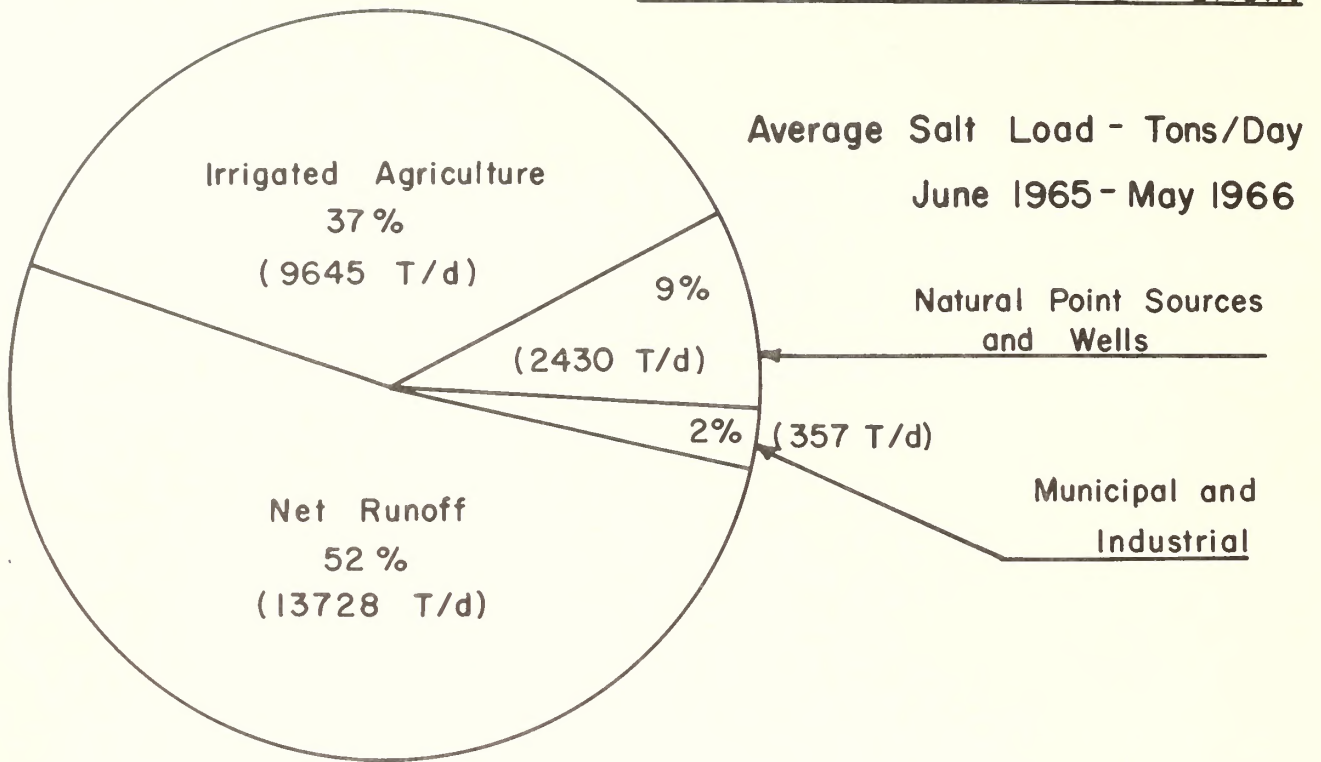 Average Salt Load - Tons/Day
June 1965 - May 1966
Irrigated Agriculture
37%
(9645 T/d)
9%
(2430 T/d)
Natural Point Sources
and Wells
2% (357 T/d)
Municipal and
Industrial
Net Runoff
52%
(13728 T/d)